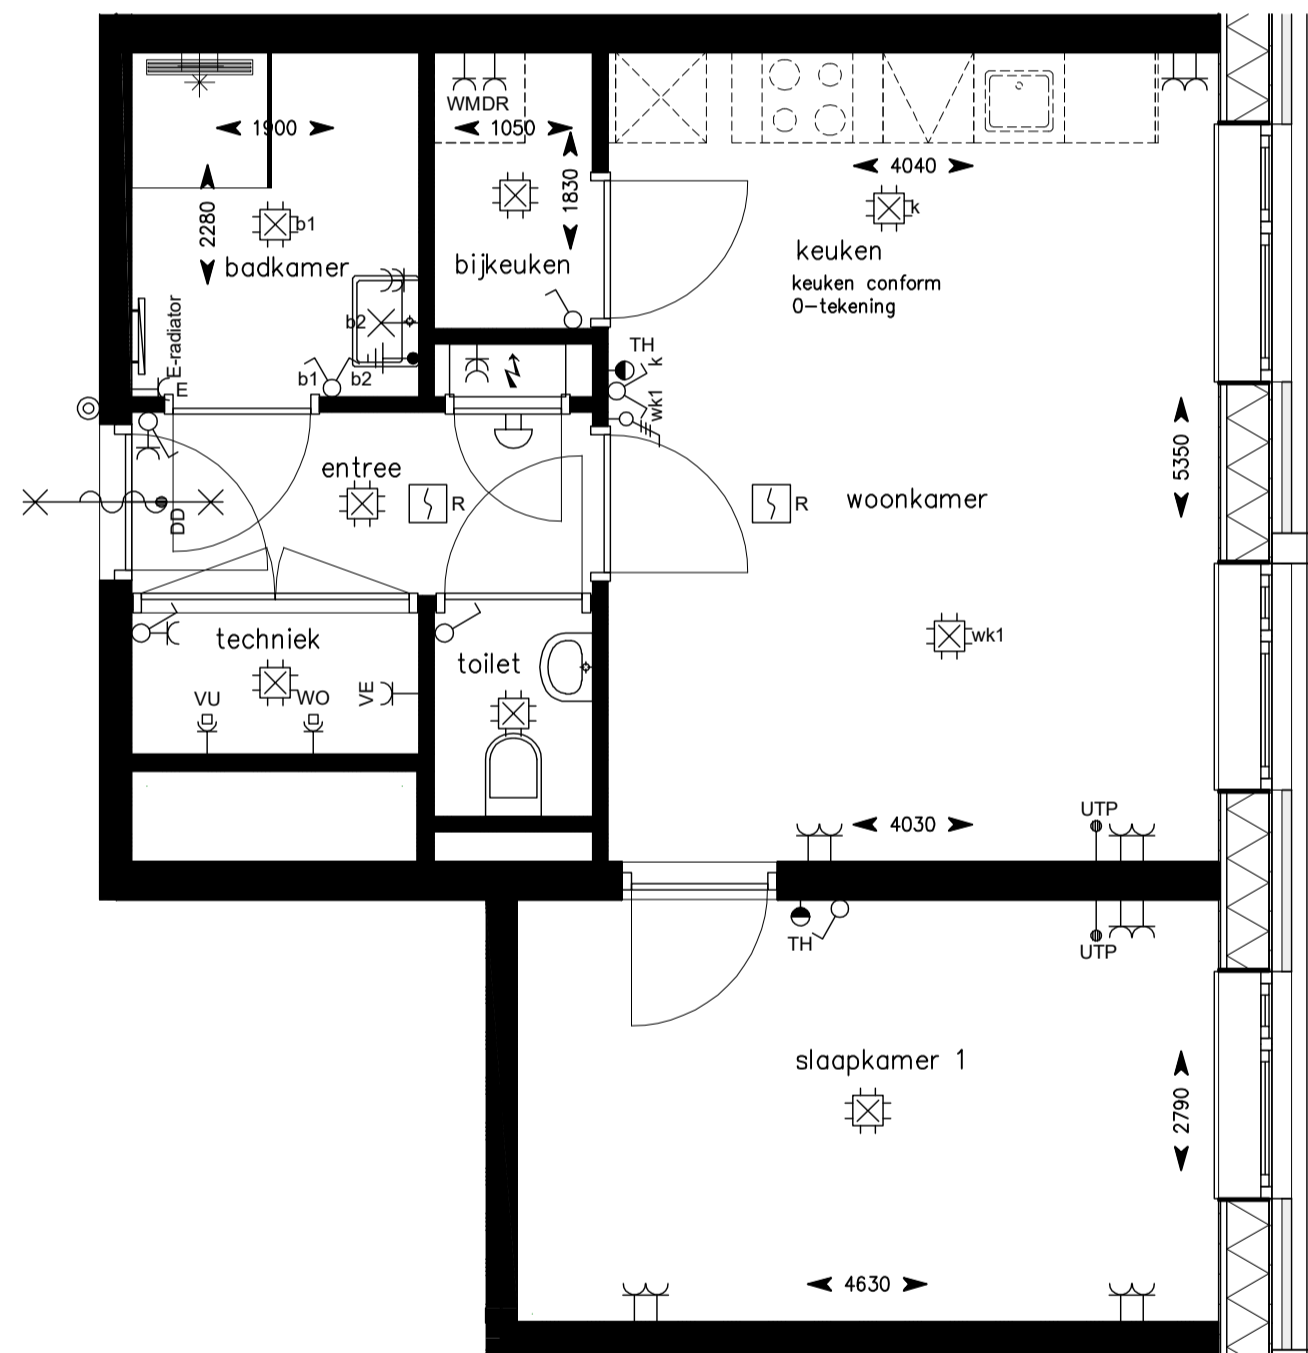 WMDR
1900
1050
1830
4040
2280
b1
k
badkamer
bijkeuken
keuken
keuken conform
0-tekening
E-radiator
b2
TH
k
b1
b2
E
wk1
5350
entree
R
R
woonkamer
DD
techniek
wk1
toilet
VU
WO
VE
UTP
4030
TH
UTP
slaapkamer 1
2790
4630